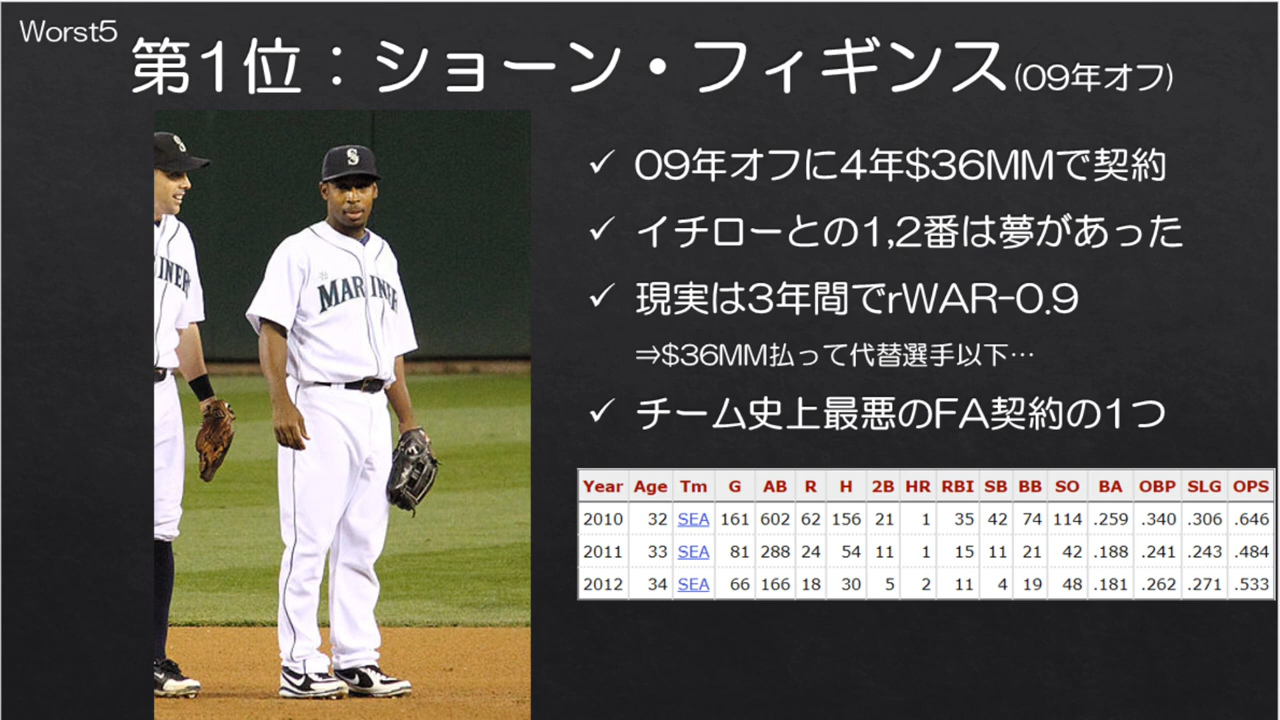 Worst5
第1位：ショーン・フィギンス(09年オフ)
✓ 09年オフに4年$36MMで契約
✓ イチローとの1,2番は夢があった
✓ 現実は3年間でrWAR-0.9
⇒$36MM払って代替選手以下…
✓ チーム史上最悪のFA契約の1つ
S
S
INER
MARINER
Year Age Tm G AB R H 2B HR RBI SB BB SO BA OBP SLG OPS
2010 32 SEA 161 602 62 156 21 1 35 42 74 114 .259 .340 .306 .646
2011 33 SEA 81 288 24 54 11 1 15 11 21 42 .188 .241 .243 .484
2012 34 SEA 66 166 18 30 5 2 11 4 19 48 .181 .262 .271 .533